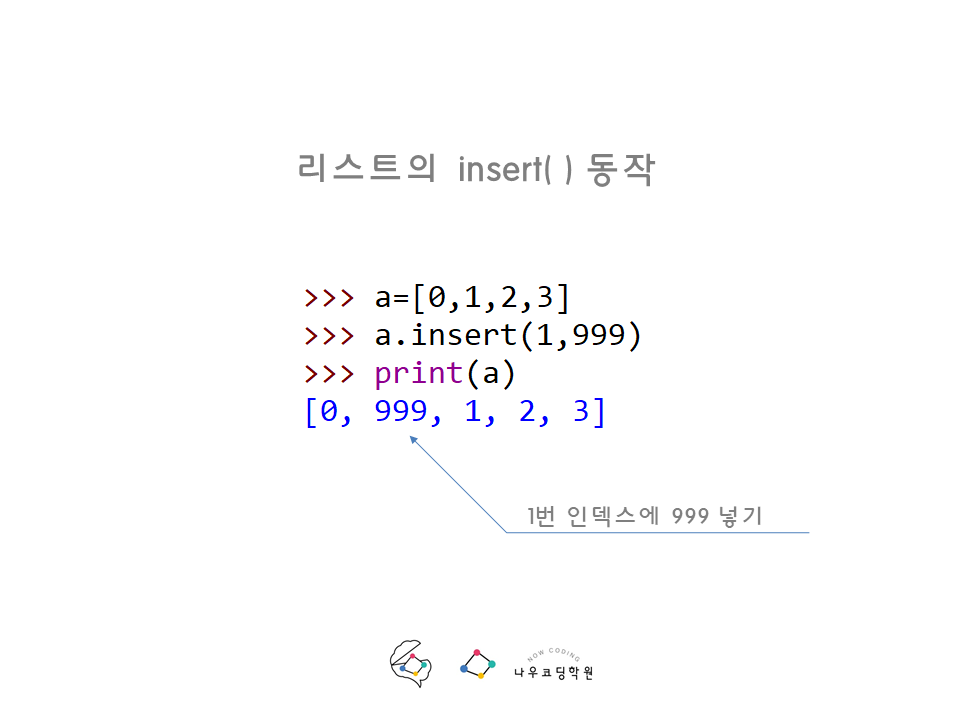 리스트의 insert( ) 동작
>>> a=[0,1,2,3]
>>> a.insert(1,999)
>>> print(a)
[0, 999, 1, 2, 3]
1번 인덱스에 999 넣기
NOW CODING
나우코딩학원